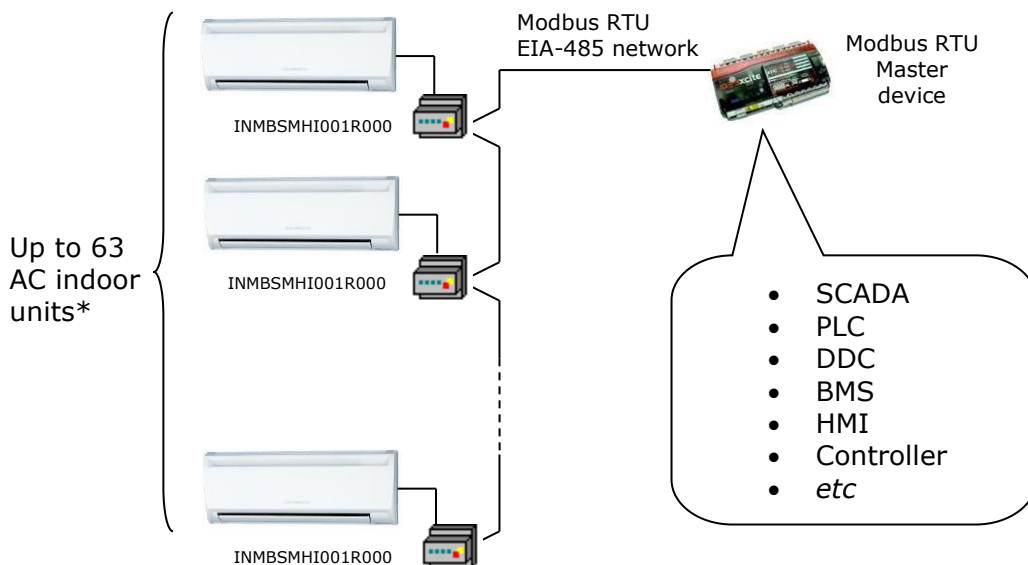 Modbus RTU
EIA-485 network
Modbus RTU
Master
device
INMBSMHI001R000
INMBSMHI001R000
Up to 63
AC indoor
units*
• SCADA
• PLC
• DDC
• BMS
• HMI
• Controller
• etc
INMBSMHI001R000